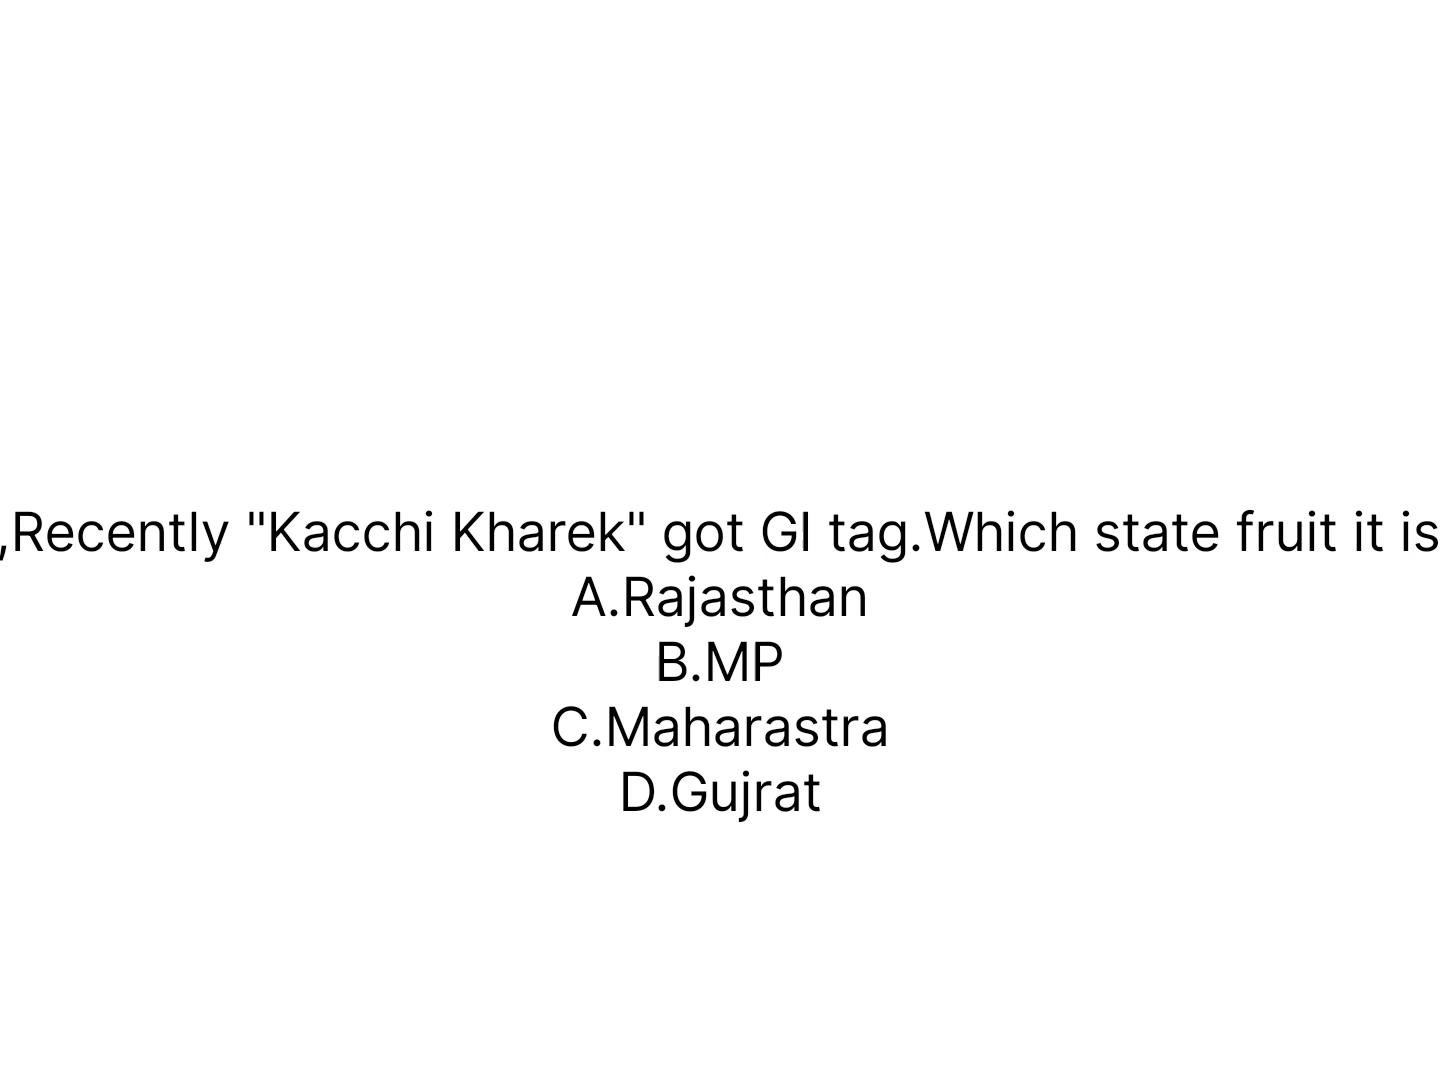 ,Recently "Kacchi Kharek" got GI tag.Which state fruit it is
A.Rajasthan
B.MP
C.Maharastra
D.Gujrat